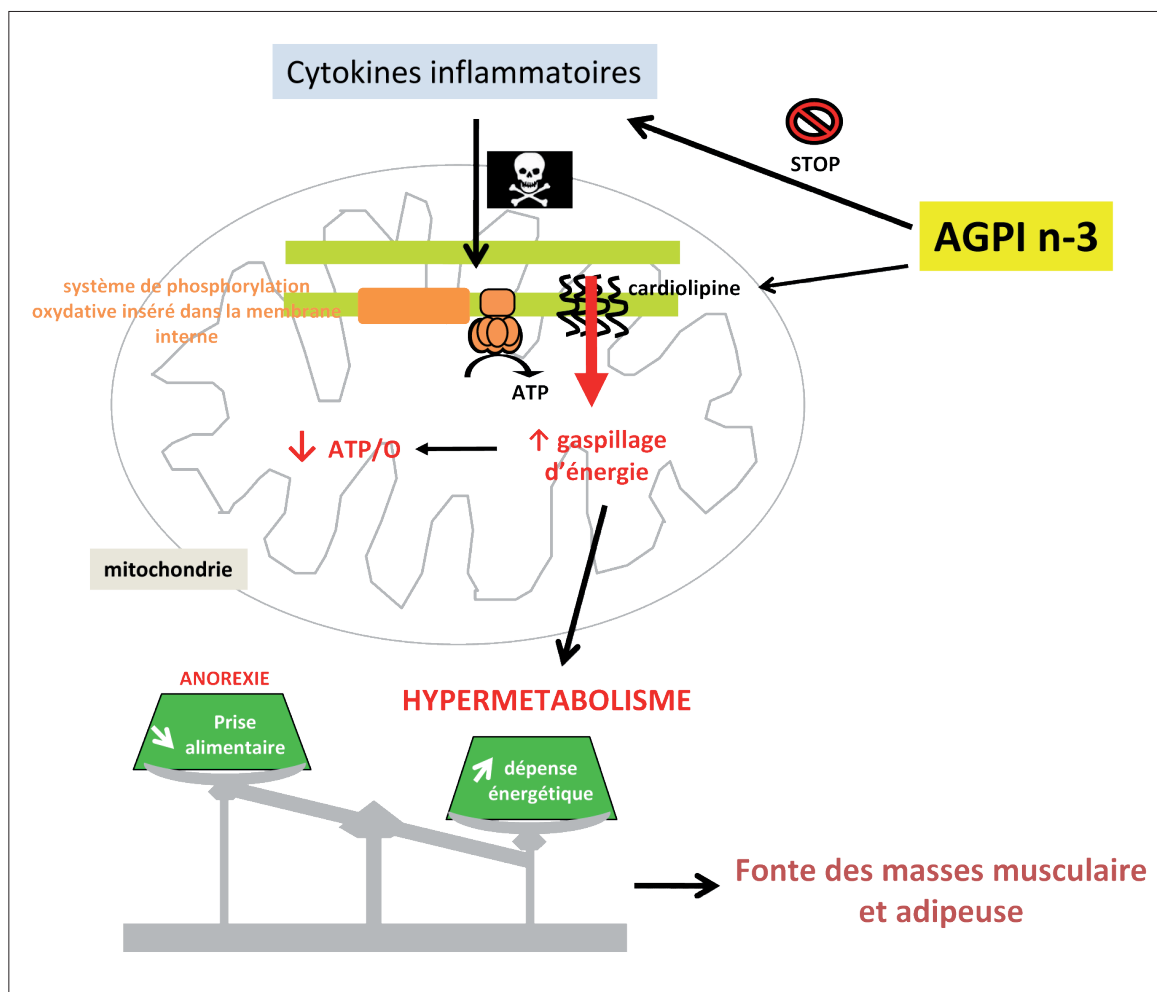 Cytokines inflammatoires
STOP
AGPI n-3
cardiolipine
système de phosphorylation
oxydative inséré dans la membrane
interne
ATP
↓ ATP/O
↑ gaspillage
d'énergie
mitochondrie
ANOREXIE
HYPERMETABOLISME
Prise
alimentaire
dépense
énergétique
Fonte des masses musculaire
et adipeuse